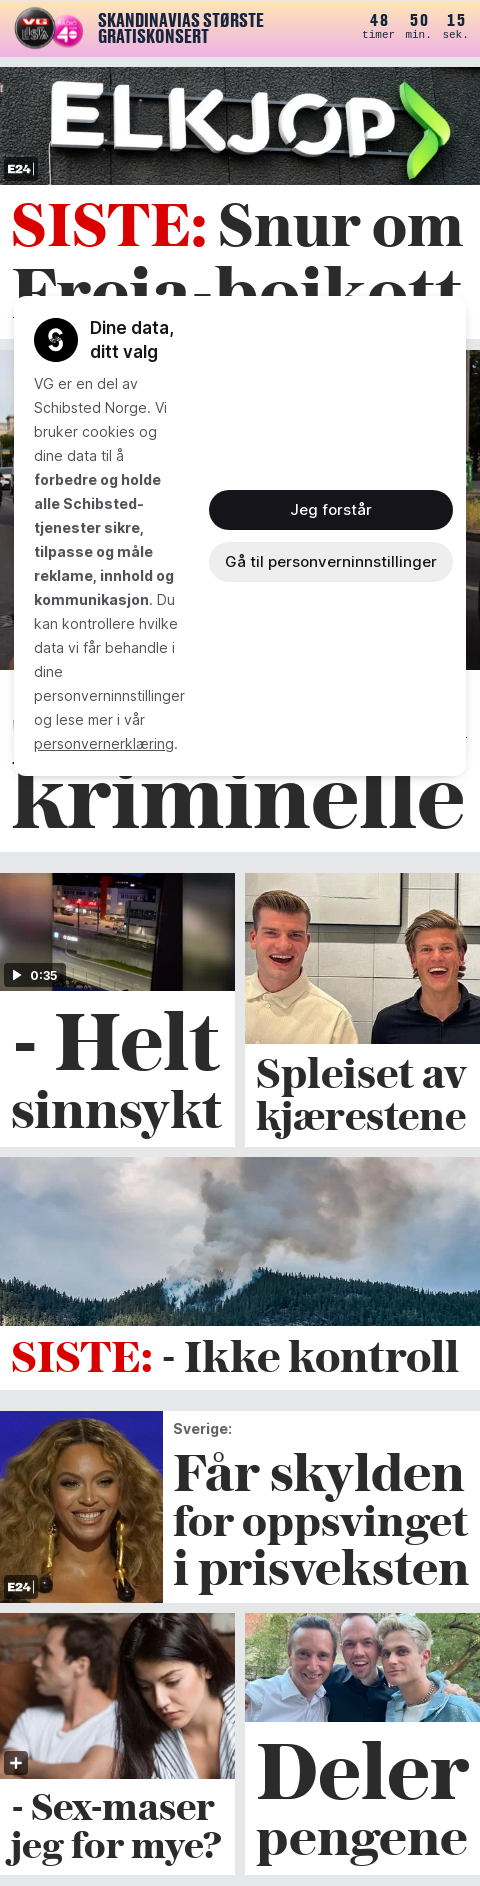 VG
Lista
RADIO
45
SKANDINAVIAS STØRSTE
GRATISKONSERT
48 50 15
timer min. sek.
ELKJØP
E24
SISTE: Snur om
Freia-boikott
Dine data,
ditt valg
VG er en del av
Schibsted Norge. Vi
bruker cookies og
dine data til å
forbedre og holde
alle Schibsted-
tjenester sikre,
tilpasse og måle
reklame, innhold og
kommunikasjon. Du
kan kontrollere hvilke
data vi får behandle i
dine
personverninnstillinger
og lese mer i vår
personvernerklæring.
Jeg forstår
Gå til personverninnstillinger
kriminelle
0:35
- Helt
sinnsykt
Spleiset av
kjærestene
SISTE: - Ikke kontroll
E24
Sverige:
Får skylden
for oppsvinget
i prisveksten
- Sex-maser
jeg for mye?
Deler
pengene